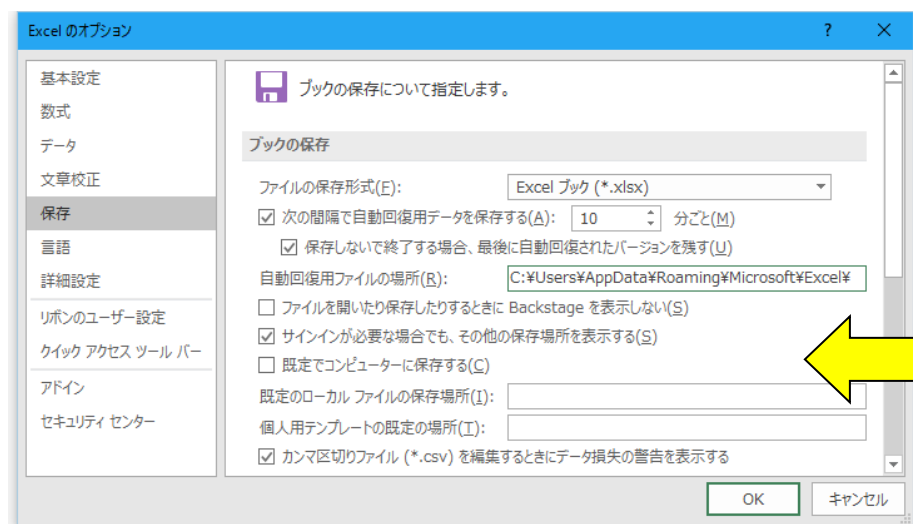 Excel のオプション ? ×
基本設定
数式
データ
文章校正
保存
言語
詳細設定
リボンのユーザー設定
クイック アクセス ツール バー
アドイン
セキュリティ センター
ブックの保存について指定します。
ブックの保存
ファイルの保存形式(F): Excel ブック (*.xlsx)
次の間隔で自動回復用データを保存する(A): 10 分ごと(M)
保存しないで終了する場合、最後に自動回復されたバージョンを残す(U)
自動回復用ファイルの場所(R): C:¥Users¥AppData¥Roaming¥Microsoft¥Excel¥
ファイルを開いたり保存したりするときに Backstage を表示しない(S)
サインインが必要な場合でも、その他の保存場所を表示する(S)
既定でコンピューターに保存する(C)
既定のローカル ファイルの保存場所(I):
個人用テンプレートの既定の場所(T):
カンマ区切りファイル (*.csv) を編集するときにデータ損失の警告を表示する
OK キャンセル